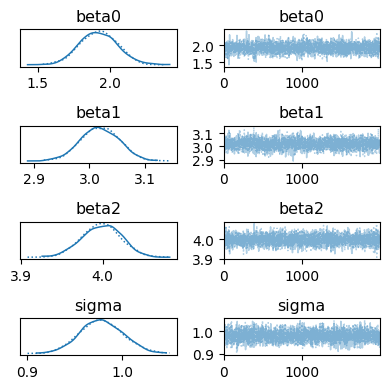 beta0 beta0
2.0
1.5
1.5 2.0 0 1000
beta1 beta1
3.1
3.0
2.9
2.9 3.0 3.1 0 1000
beta2 beta2
4.0
3.9
3.9 4.0 0 1000
sigma sigma
1.0
0.9
0.9 1.0 0 1000